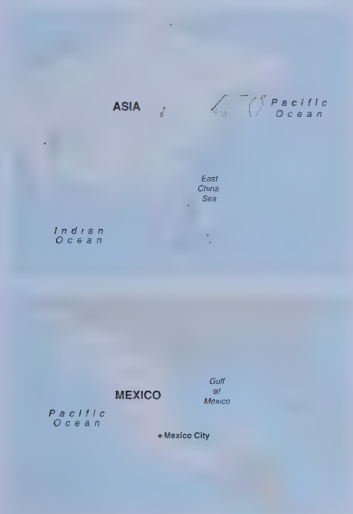 ASIA
Pacific
Ocean
East
China
Sea
Indian
Ocean
MEXICO
Gulf
of
Mexico
Pacific
Ocean
★ Mexico City